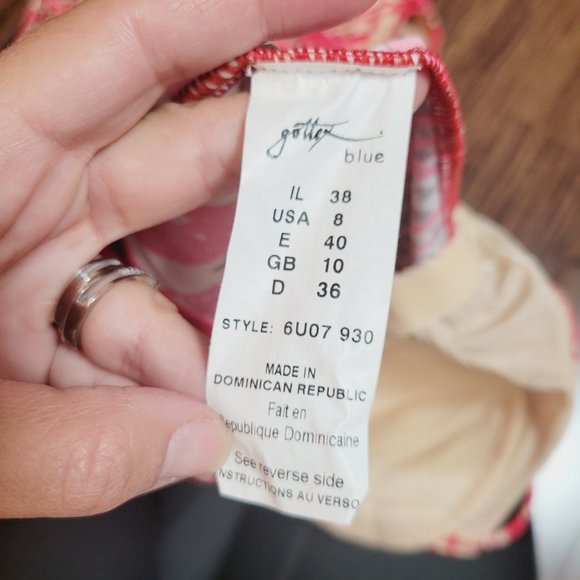 gottex
blue
IL 38
USA 8
E 40
GB 10
D 36
STYLE: 6U07 930
MADE IN
DOMINICAN REPUBLIC
Fait en
epublique Dominicaine
See reverse side
INSTRUCTIONS AU VERSO